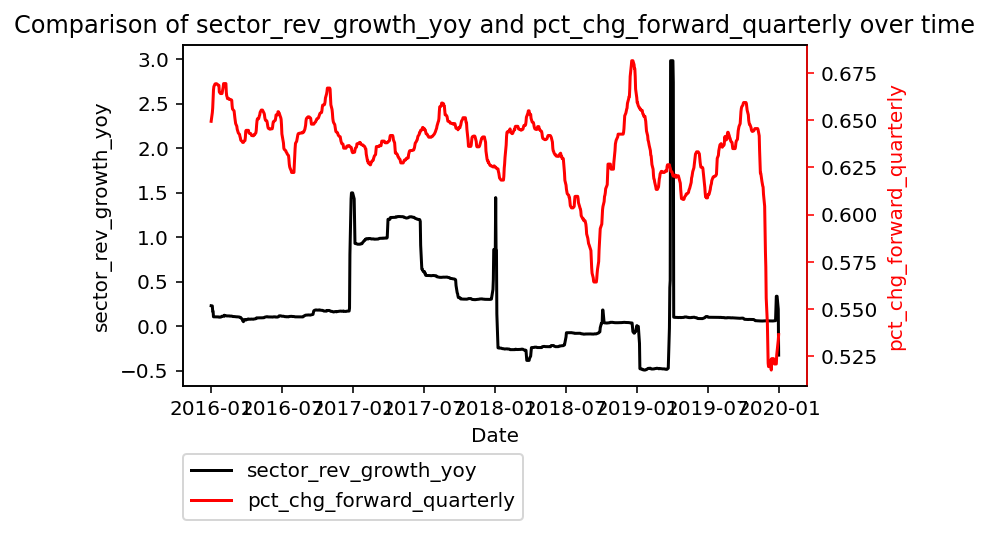 Comparison of sector_rev_growth_yoy and pct_chg_forward_quarterly over time
sector_rev_growth_yoy
3.0
2.5
2.0
1.5
1.0
0.5
0.0
−0.5
0.675
0.650
0.625
0.600
0.575
0.550
0.525
pct_chg_forward_quarterly
2016-01 2016-07 2017-01 2017-07 2018-01 2018-07 2019-01 2019-07 2020-01
Date
sector_rev_growth_yoy
pct_chg_forward_quarterly